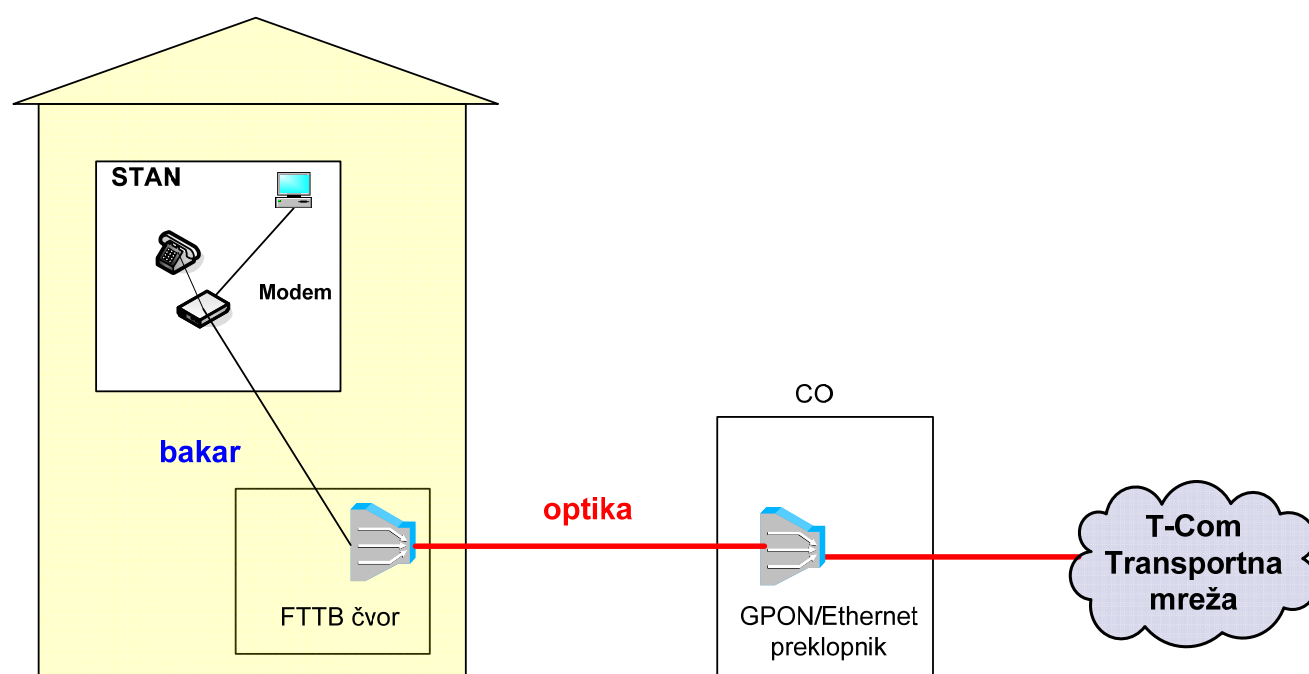 STAN
Modem
bakar
FTTB čvor
optika
CO
GPON/Ethernet
preklopnik
T-Com
Transportna
mreža